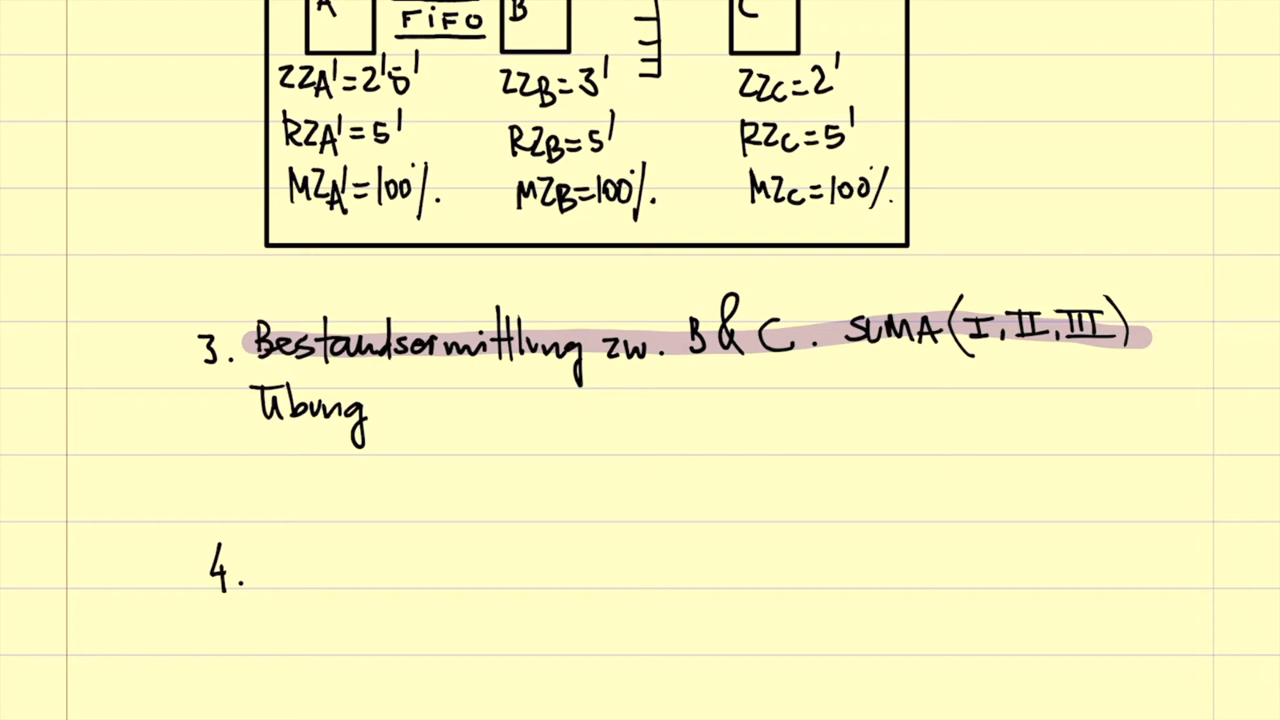 A FiFO B C
ZZA'=2'8' ZZB=3' ZZC=2'
RZA'=5' RZB=5' RZC=5'
MZA'=100%. MZB=100%. MZC=100%.
3. Bestandsermittlung zw. B & C. SUMA (I, II, III)
Übung
4.